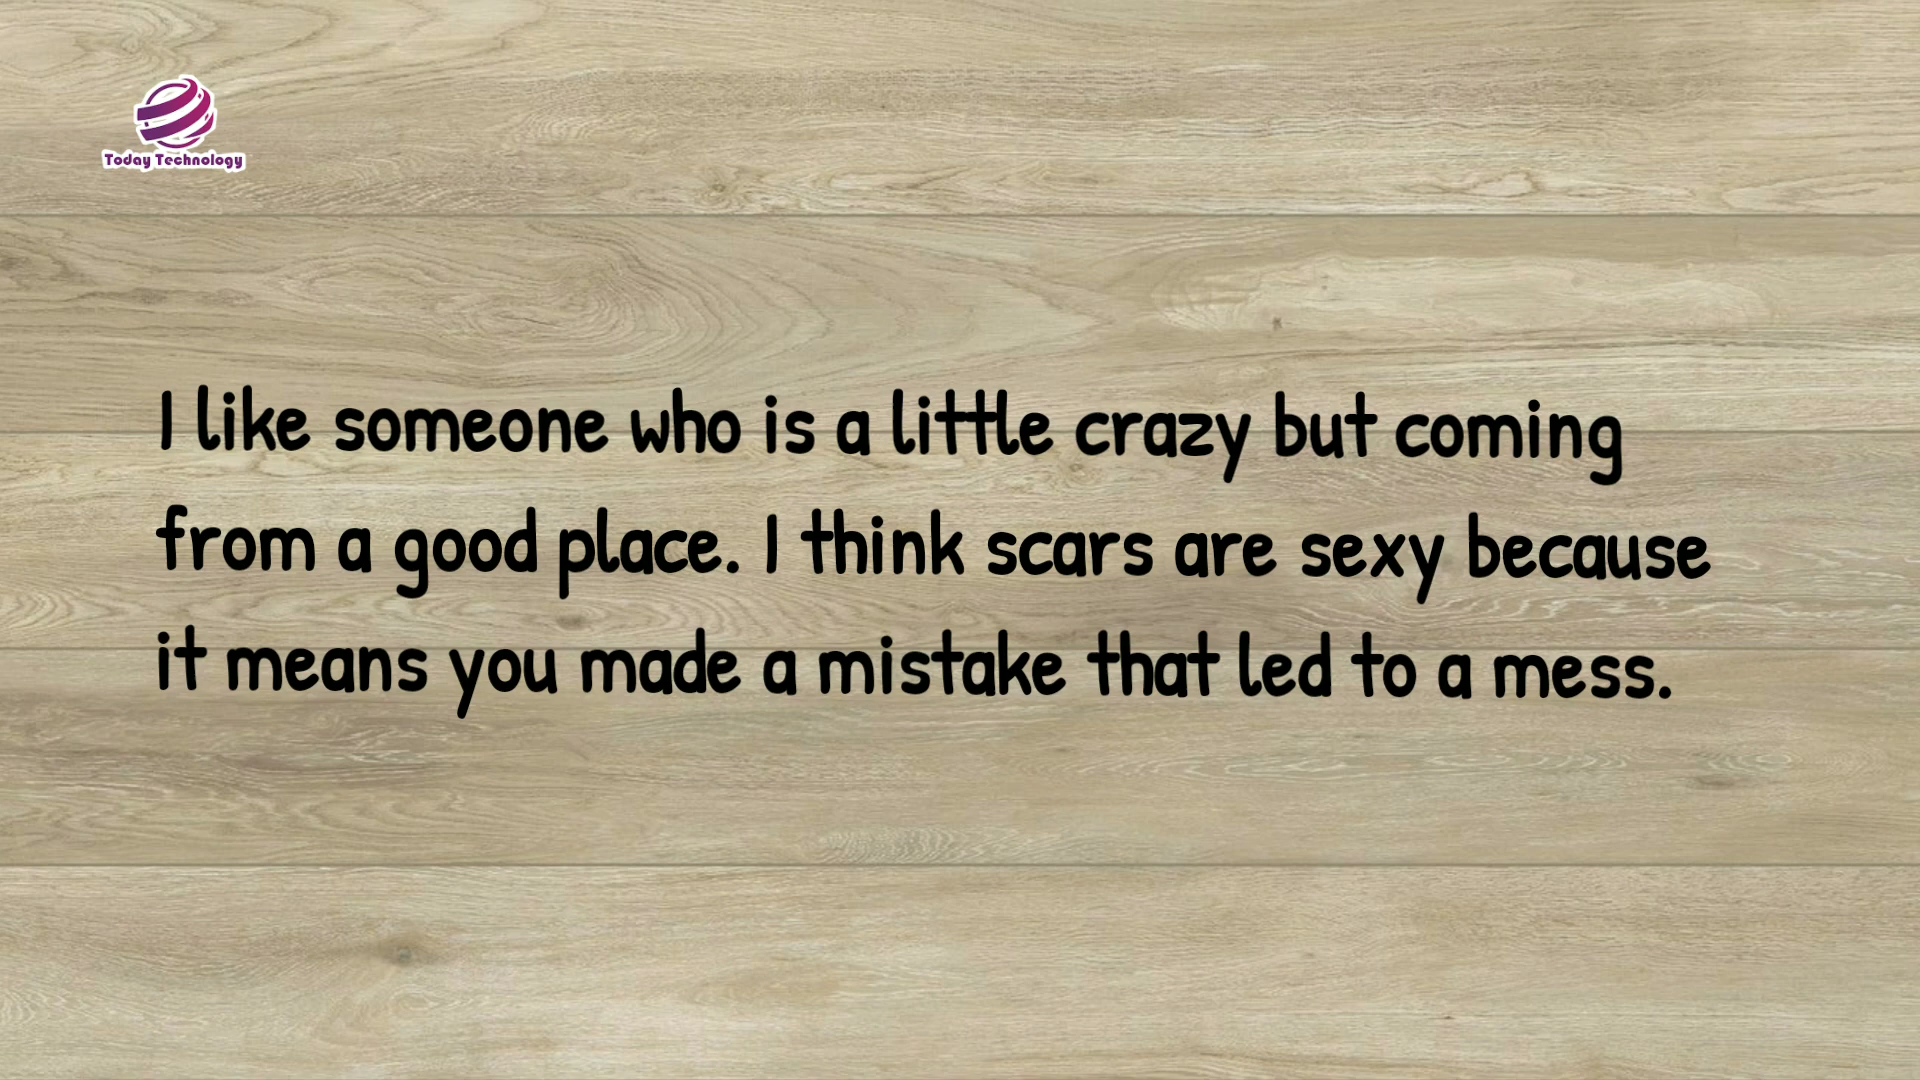 Today Technology
I like someone who is a little crazy but coming
from a good place. I think scars are sexy because
it means you made a mistake that led to a mess.